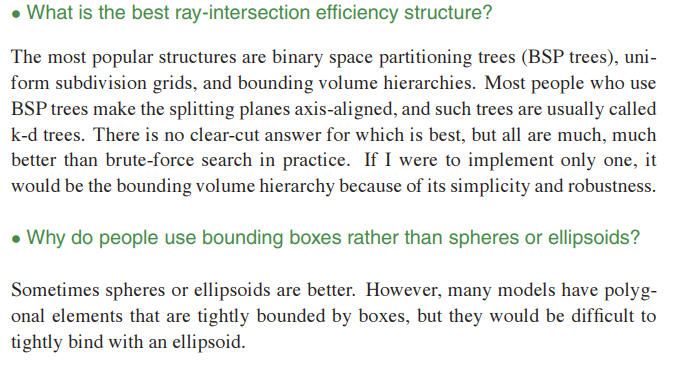 • What is the best ray-intersection efficiency structure?
The most popular structures are binary space partitioning trees (BSP trees), uni-
form subdivision grids, and bounding volume hierarchies. Most people who use
BSP trees make the splitting planes axis-aligned, and such trees are usually called
k-d trees. There is no clear-cut answer for which is best, but all are much, much
better than brute-force search in practice. If I were to implement only one, it
would be the bounding volume hierarchy because of its simplicity and robustness.
• Why do people use bounding boxes rather than spheres or ellipsoids?
Sometimes spheres or ellipsoids are better. However, many models have polyg-
onal elements that are tightly bounded by boxes, but they would be difficult to
tightly bind with an ellipsoid.